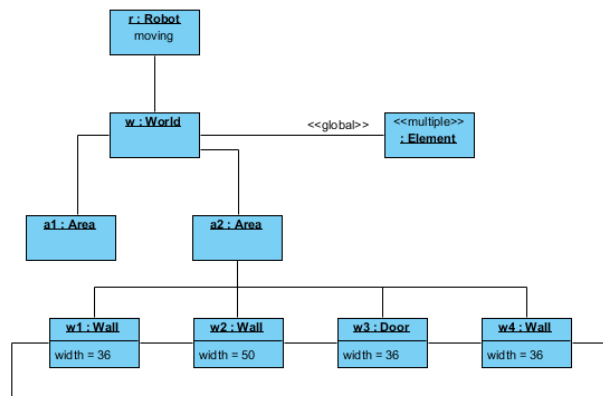 r : Robot
moving
w : World
<<global>>
<<multiple>>
: Element
a1 : Area
a2 : Area
w1 : Wall
width = 36
w2 : Wall
width = 50
w3 : Door
width = 36
w4 : Wall
width = 36